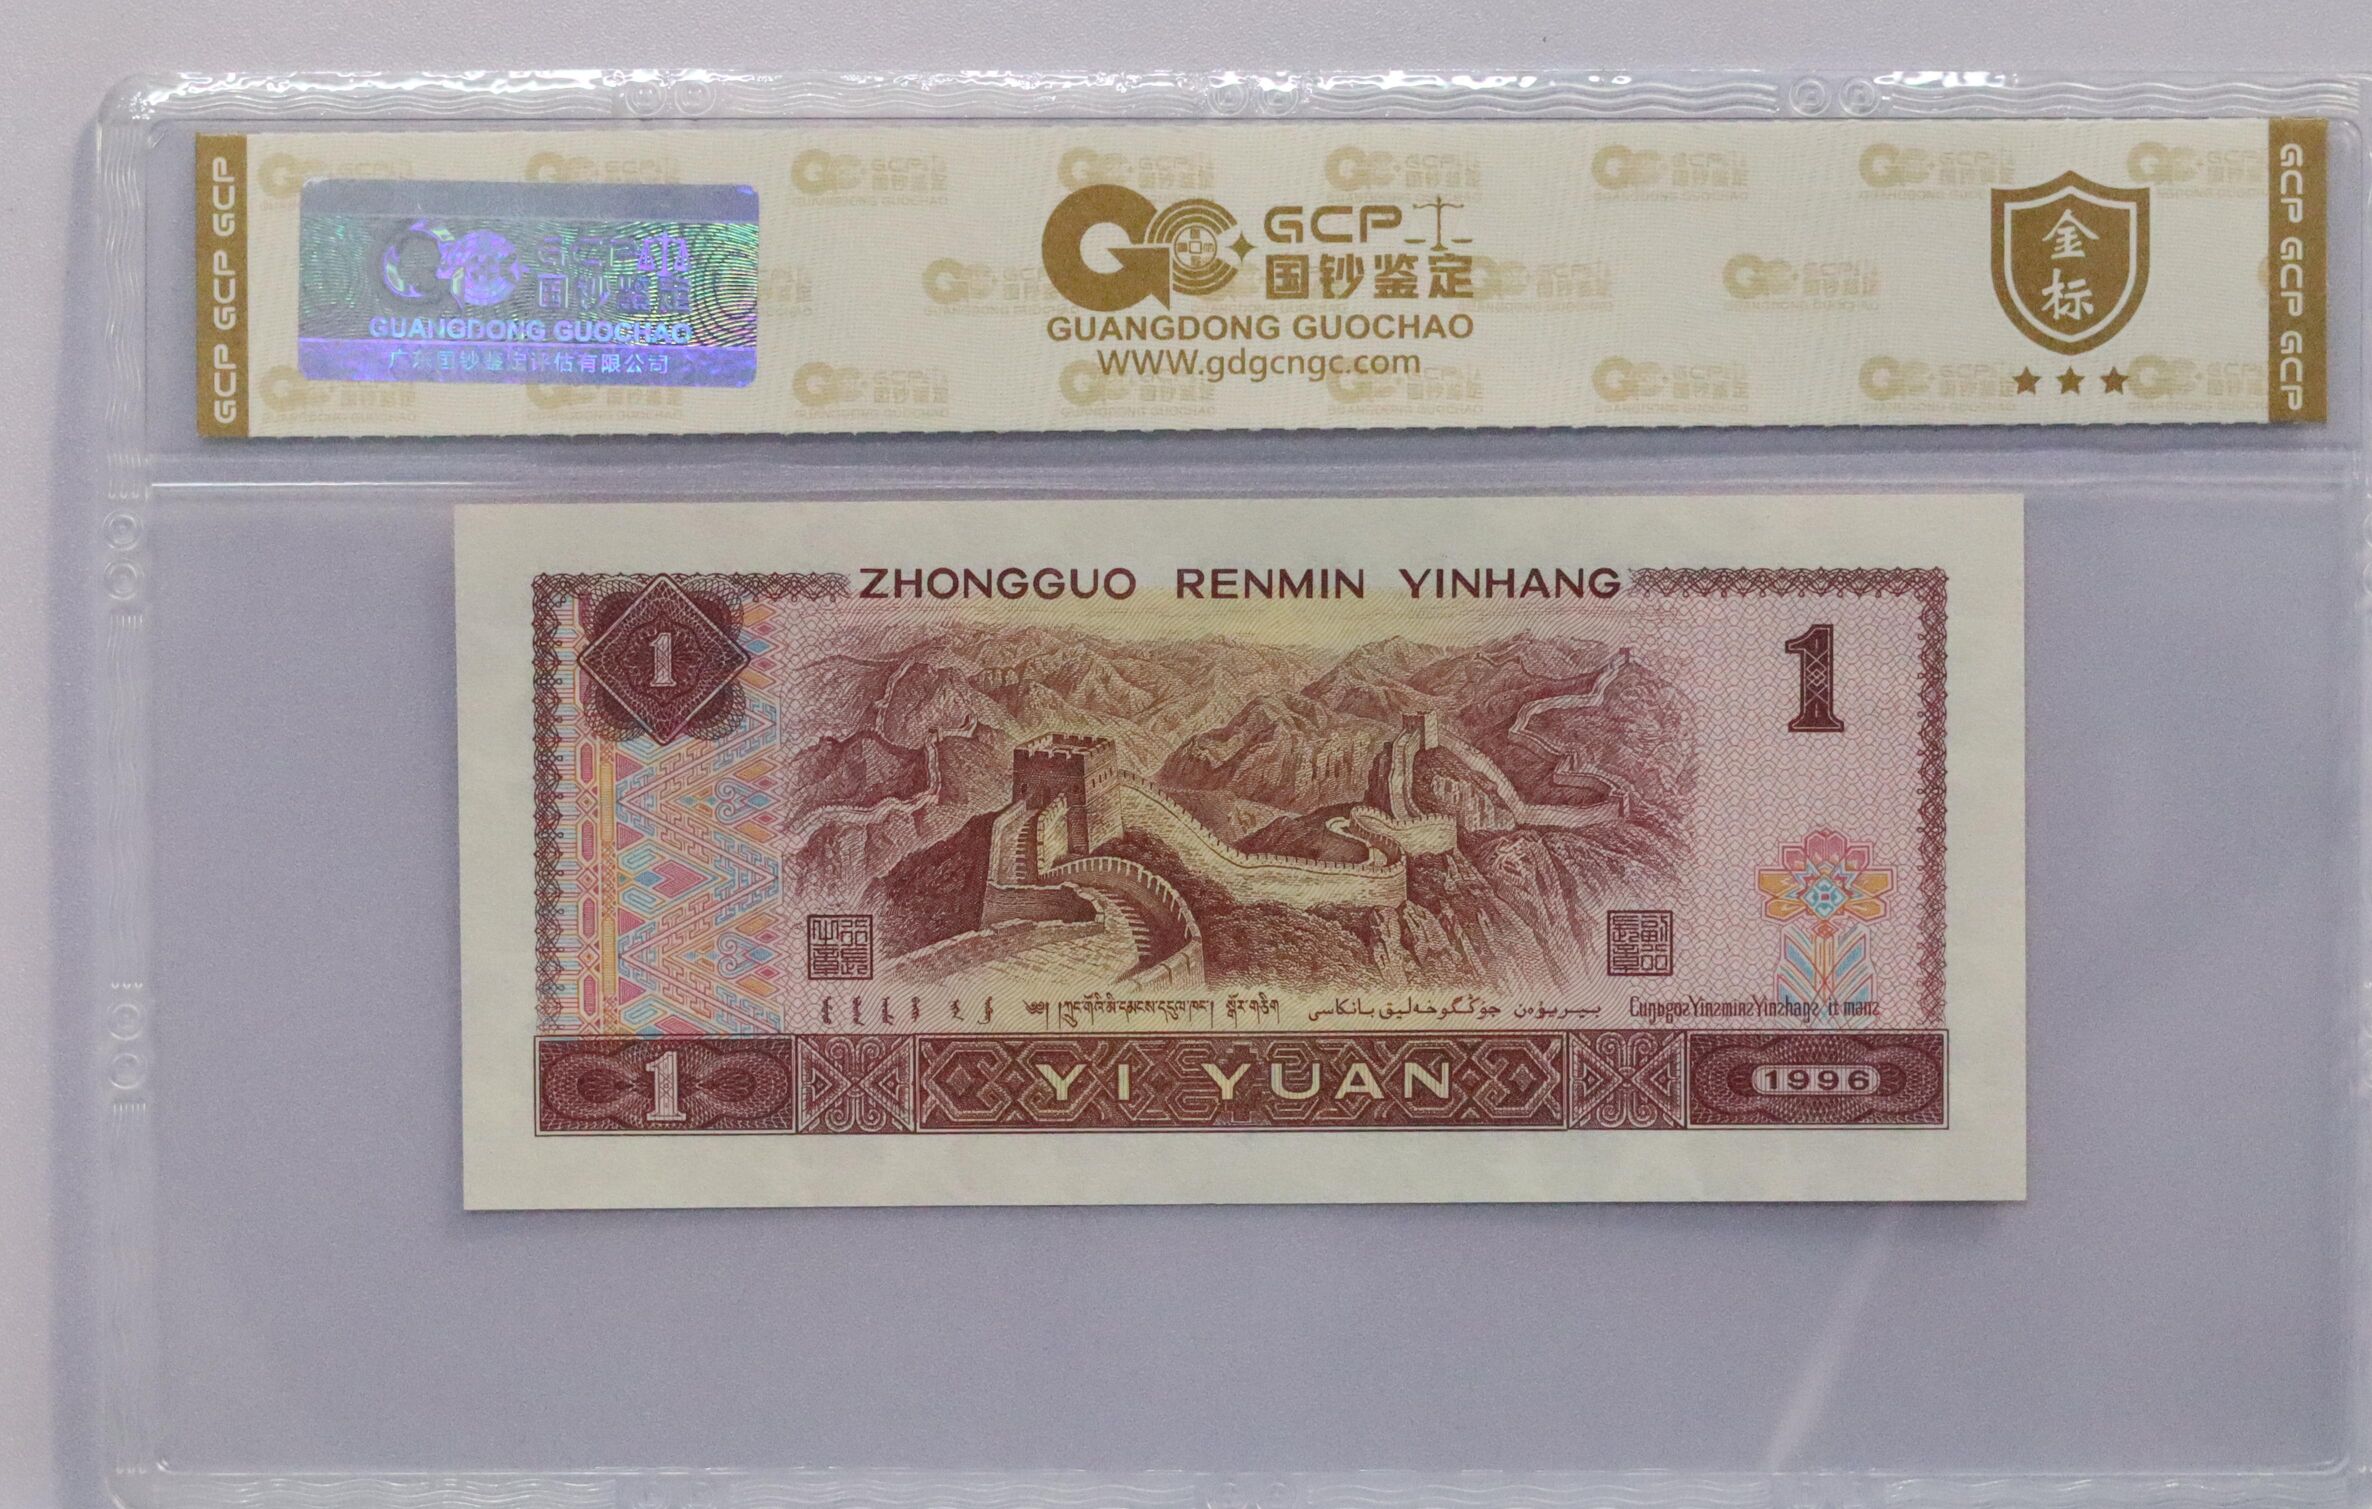 GCP GCP GCP
GCP
国钞鉴定
GUANGDONG GUOCHAO
广东国钞鉴定评估有限公司
GCP
国钞鉴定
GUANGDONG GUOCHAO
WWW.gdgcngc.com
金标
GCP GCP GCP
ZHONGGUO RENMIN YINHANG
1
1
YI YUAN
1
1996